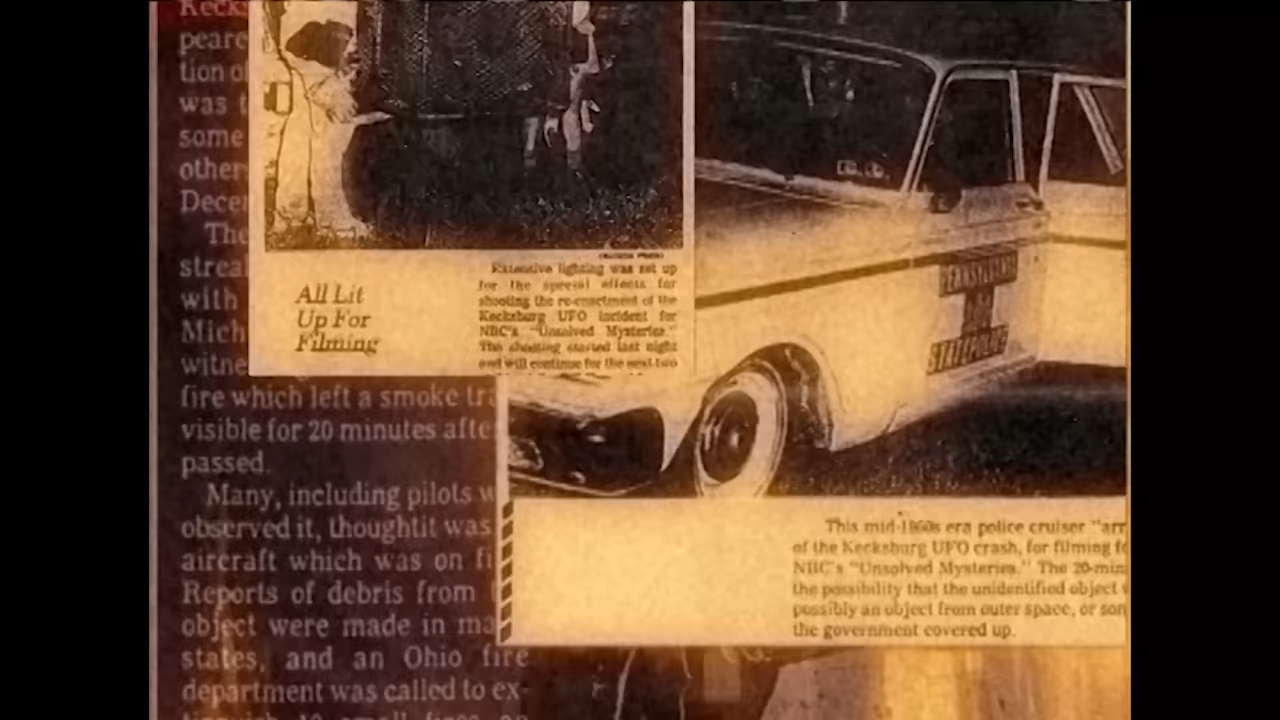 Kecks
peare
tion o
was t
some
other
Decem
The
strea
with
Mich
witne
fire which left a smoke tra
visible for 20 minutes after
passed.
Many, including pilots w
observed it, thoughtit was
aircraft which was on fi
Reports of debris from t
object were made in ma
states, and an Ohio fire
department was called to ex-
All Lit
Up For
Filming
Extensive lighting was set up
for the special effects for
shooting the re-enactment of the
Kecksburg UFO incident for
NBC's "Unsolved Mysteries."
The shooting started last night
and will continue for the next two
PENNSYLVANIA
STATE POLICE
This mid-1960s era police cruiser "arr
of the Kecksburg UFO crash, for filming f
NBC's "Unsolved Mysteries." The 20-min
the possibility that the unidentified object
possibly an object from outer space, or som
the government covered up.